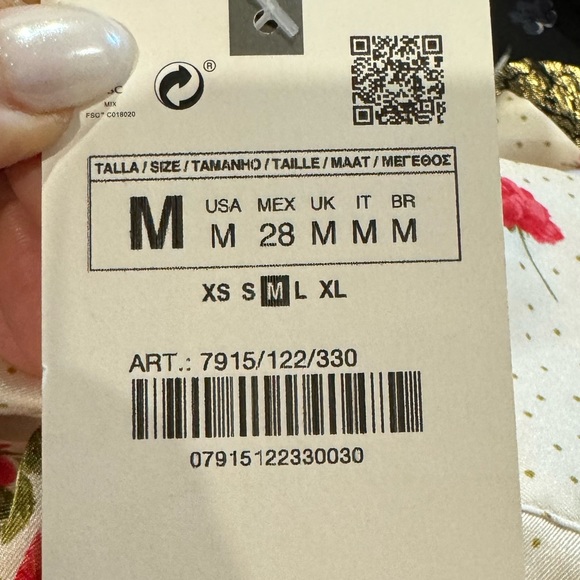 MIX
FSC™ C018020
®
TALLA / SIZE / TAMANHO / TAILLE / MAAT / ΜΕΓΕΘΟΣ
M
USA MEX UK IT BR
M 28 M M M
XS S M L XL
ART.: 7915/122/330
07915122330030